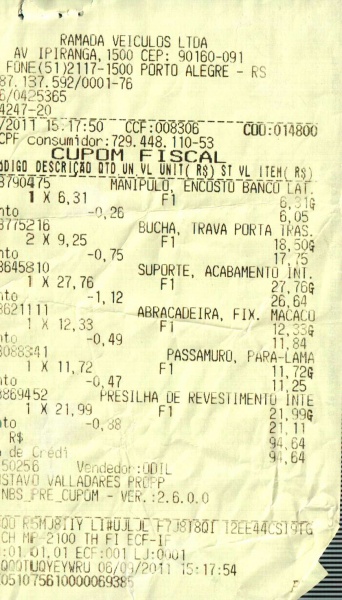 RAMADA VEICULOS LTDA
AV IPIRANGA,1500 CEP: 90160-091
FONE(51)2117-1500 PORTO ALEGRE - RS
87.137.592/0001-76
6/0425365
4247-20
/2011 15:17:50 CCF:008306 COO:014800
CPF consumidor:729.448.110-53
CUPOM FISCAL
ÓDIGO DESCRIÇÃO QTD UN VL UNIT( R$) ST VL ITEM( R$)
3790475 MANIPULO, ENCOSTO BANCO LAT.
1 X 6,31 F1 6,31G
nto -0,26 6,05
3775216 BUCHA, TRAVA PORTA TRAS.
2 X 9,25 F1 18,50G
nto -0,75 17,75
3645810 SUPORTE, ACABAMENTO INT.
1 X 27,76 F1 27,76G
nto -1,12 26,64
3621111 ABRACADEIRA, FIX. MACACO
1 X 12,33 F1 12,33G
nto -0,49 11,84
3088341 PASSAMURO, PARA-LAMA
1 X 11,72 F1 11,72G
nto -0,47 11,25
3869452 PRESILHA DE REVESTIMENTO INTE
1 X 21,99 F1 21,99G
nto -0,88 21,11
R$ 94,64
o de Crédi 94,64
50256 Vendedor:ODIL
USTAVO VALLADARES PROPP
NBS_PRE_CUPOM - VER.:2.6.0.0
CH MP-2100 TH FI ECF-IF
:01.01.01 ECF:001 LJ:0001
QQQTUQYEYWRU 06/09/2011 15:17:54
051075610000069385